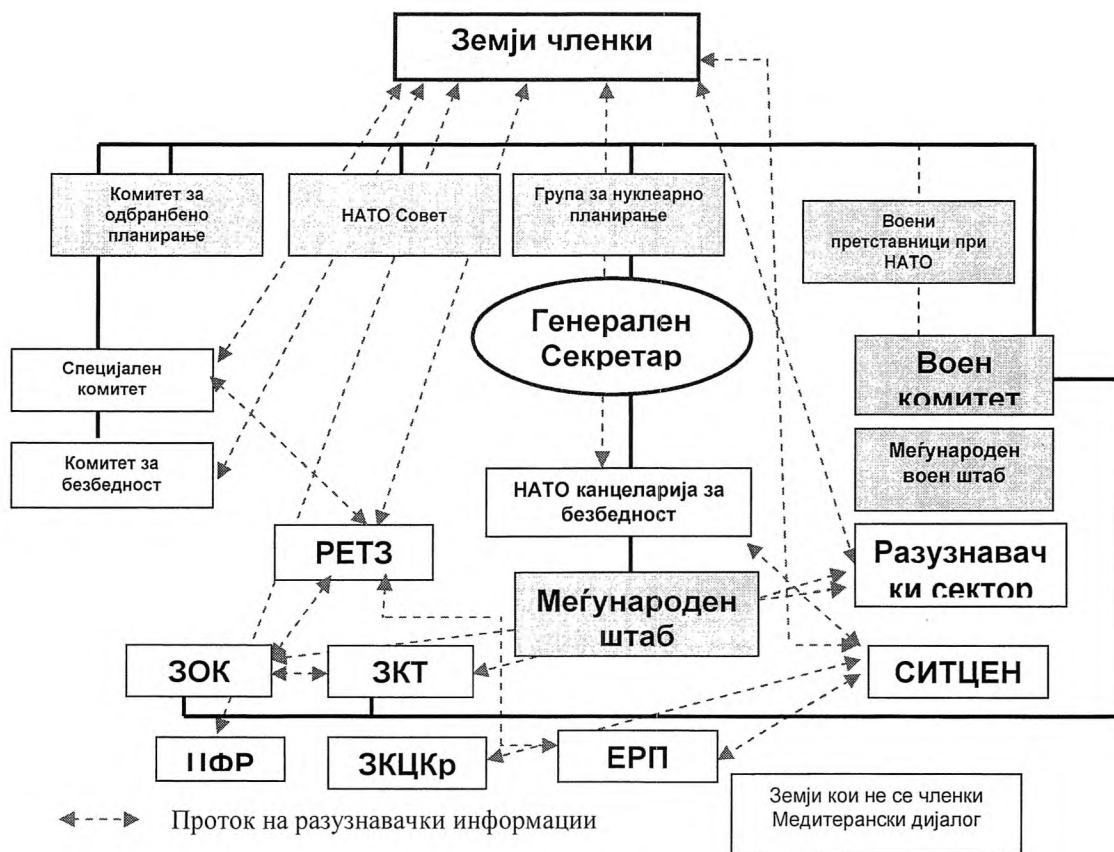 Земји членки
Комитет за
одбранбено
планирање
НАТО Совет
Група за нуклеарно
планирање
Воени
претставници при
НАТО
Генерален
Секретар
Специјален
комитет
Воен
комитет
Комитет за
безбедност
Меѓународен
воен штаб
НАТО канцеларија за
безбедност
РЕТЗ
Разузнавач
ки сектор
Меѓународен
штаб
ЗОК
ЗКТ
СИТЦЕН
ЗКЦКр
ЕРП
Земји кои не се членки
Медитерански дијалог
Проток на разузнавачки информации